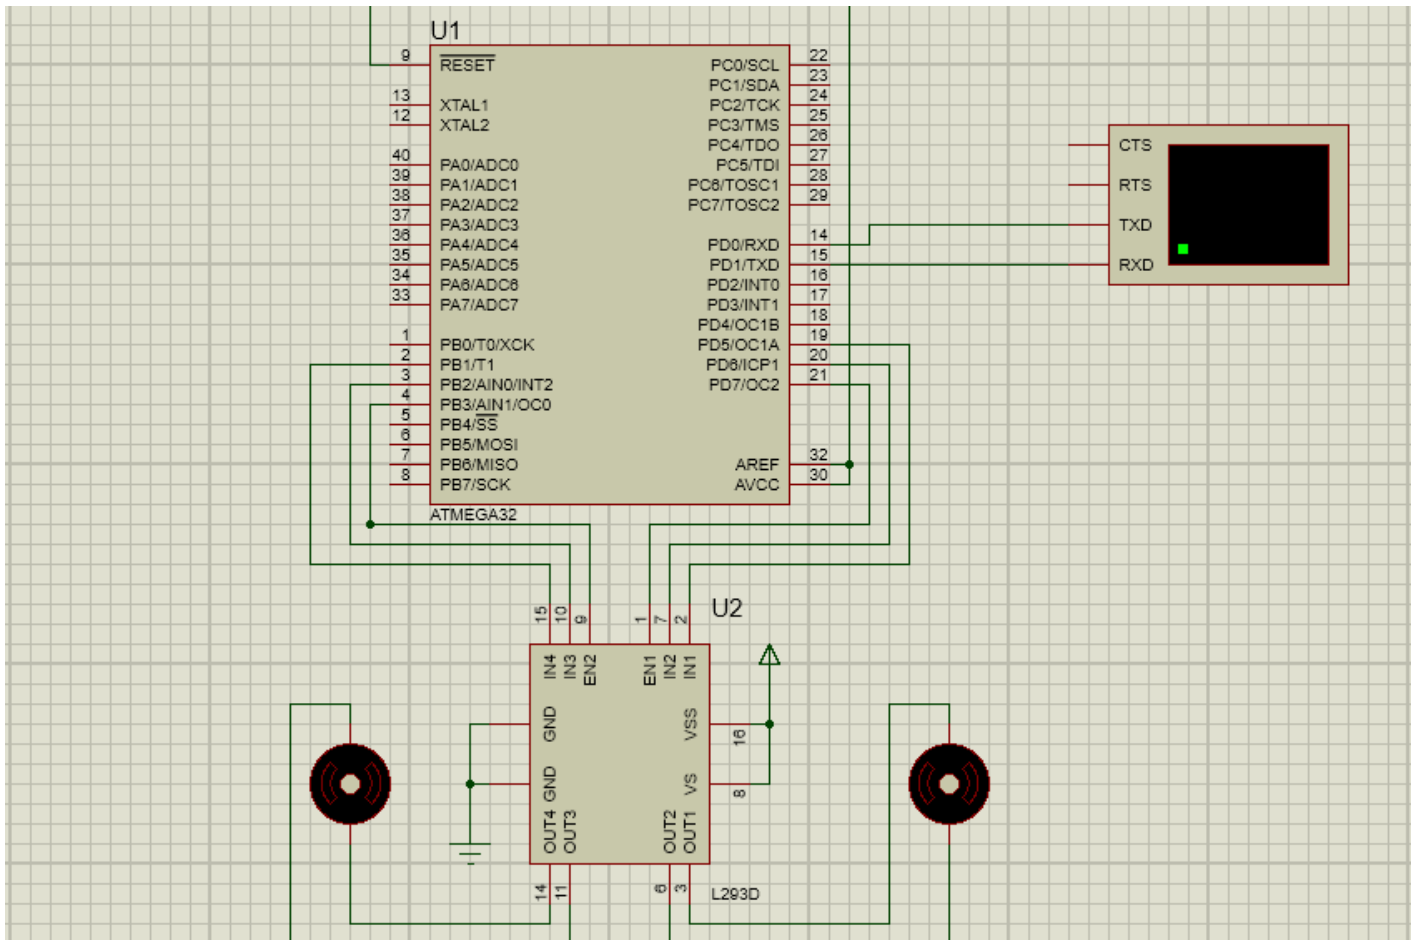 U1
9
RESET
13
XTAL1
12
XTAL2
40
PA0/ADC0
39
PA1/ADC1
38
PA2/ADC2
37
PA3/ADC3
36
PA4/ADC4
35
PA5/ADC5
34
PA6/ADC6
33
PA7/ADC7
1
PB0/T0/XCK
2
PB1/T1
3
PB2/AIN0/INT2
4
PB3/AIN1/OC0
5
PB4/SS
6
PB5/MOSI
7
PB6/MISO
8
PB7/SCK
PC0/SCL
22
PC1/SDA
23
PC2/TCK
24
PC3/TMS
25
PC4/TDO
26
PC5/TDI
27
PC6/TOSC1
28
PC7/TOSC2
29
PD0/RXD
14
PD1/TXD
15
PD2/INT0
16
PD3/INT1
17
PD4/OC1B
18
PD5/OC1A
19
PD6/ICP1
20
PD7/OC2
21
AREF
32
AVCC
30
ATMEGA32
CTS
RTS
TXD
RXD
U2
15
10
9
1
7
2
IN4
IN3
EN2
EN1
IN2
IN1
GND
VSS
16
GND
VS
8
OUT4
OUT3
OUT2
OUT1
14
11
6
3
L293D